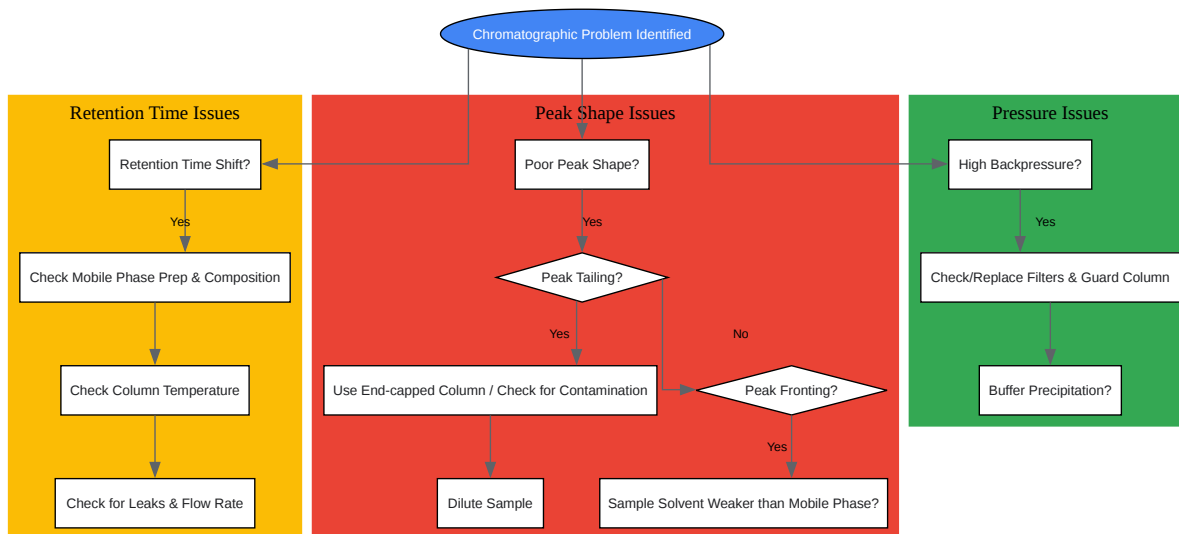 Chromatographic Problem Identified
Retention Time Issues
Peak Shape Issues
Pressure Issues
Retention Time Shift?
Poor Peak Shape?
High Backpressure?
Yes
Yes
Yes
Check Mobile Phase Prep & Composition
Peak Tailing?
Check/Replace Filters & Guard Column
Yes
No
Check Column Temperature
Use End-capped Column / Check for Contamination
Peak Fronting?
Buffer Precipitation?
Yes
Check for Leaks & Flow Rate
Dilute Sample
Sample Solvent Weaker than Mobile Phase?